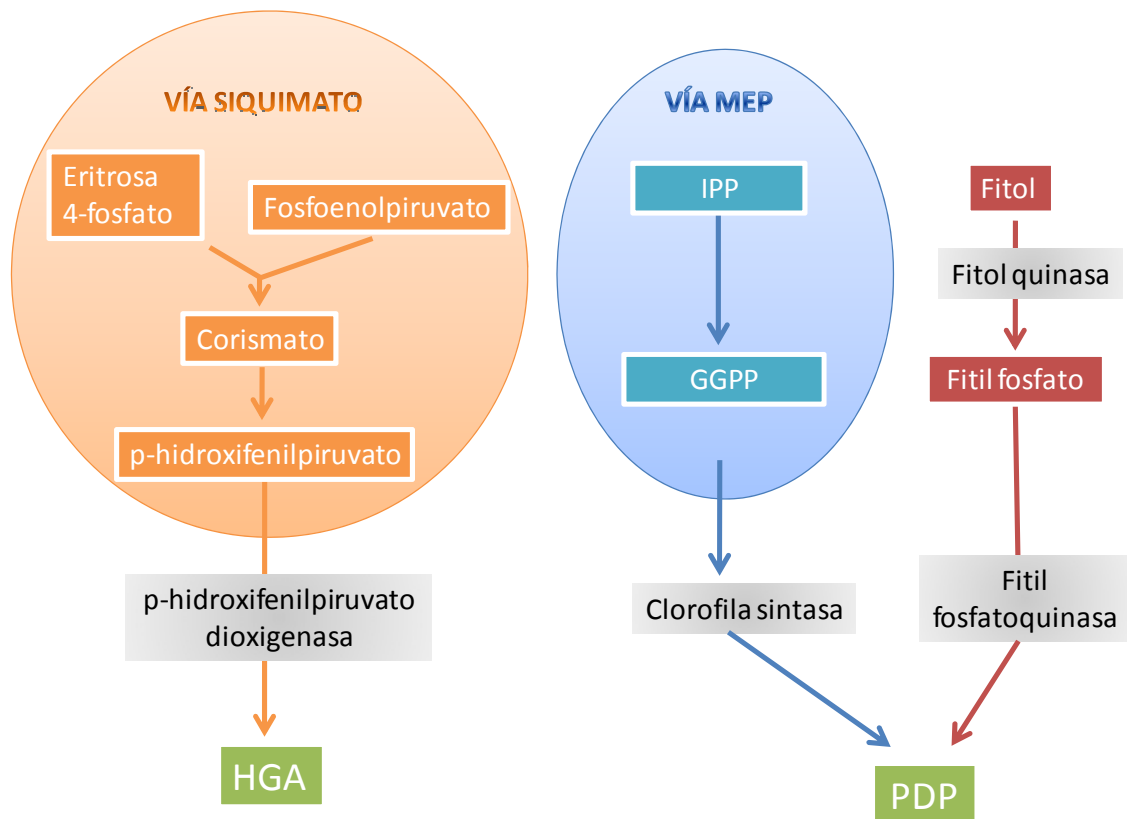 VÍA SIQUIMATO
Eritrosa
4-fosfato
Fosfoenolpiruvato
Corismato
p-hidroxifenilpiruvato
p-hidroxifenilpiruvato
dioxigenasa
HGA
VÍA MEP
IPP
GGPP
Clorofila sintasa
Fitol
Fitol quinasa
Fitil fosfato
Fitil
fosfatoquinasa
PDP